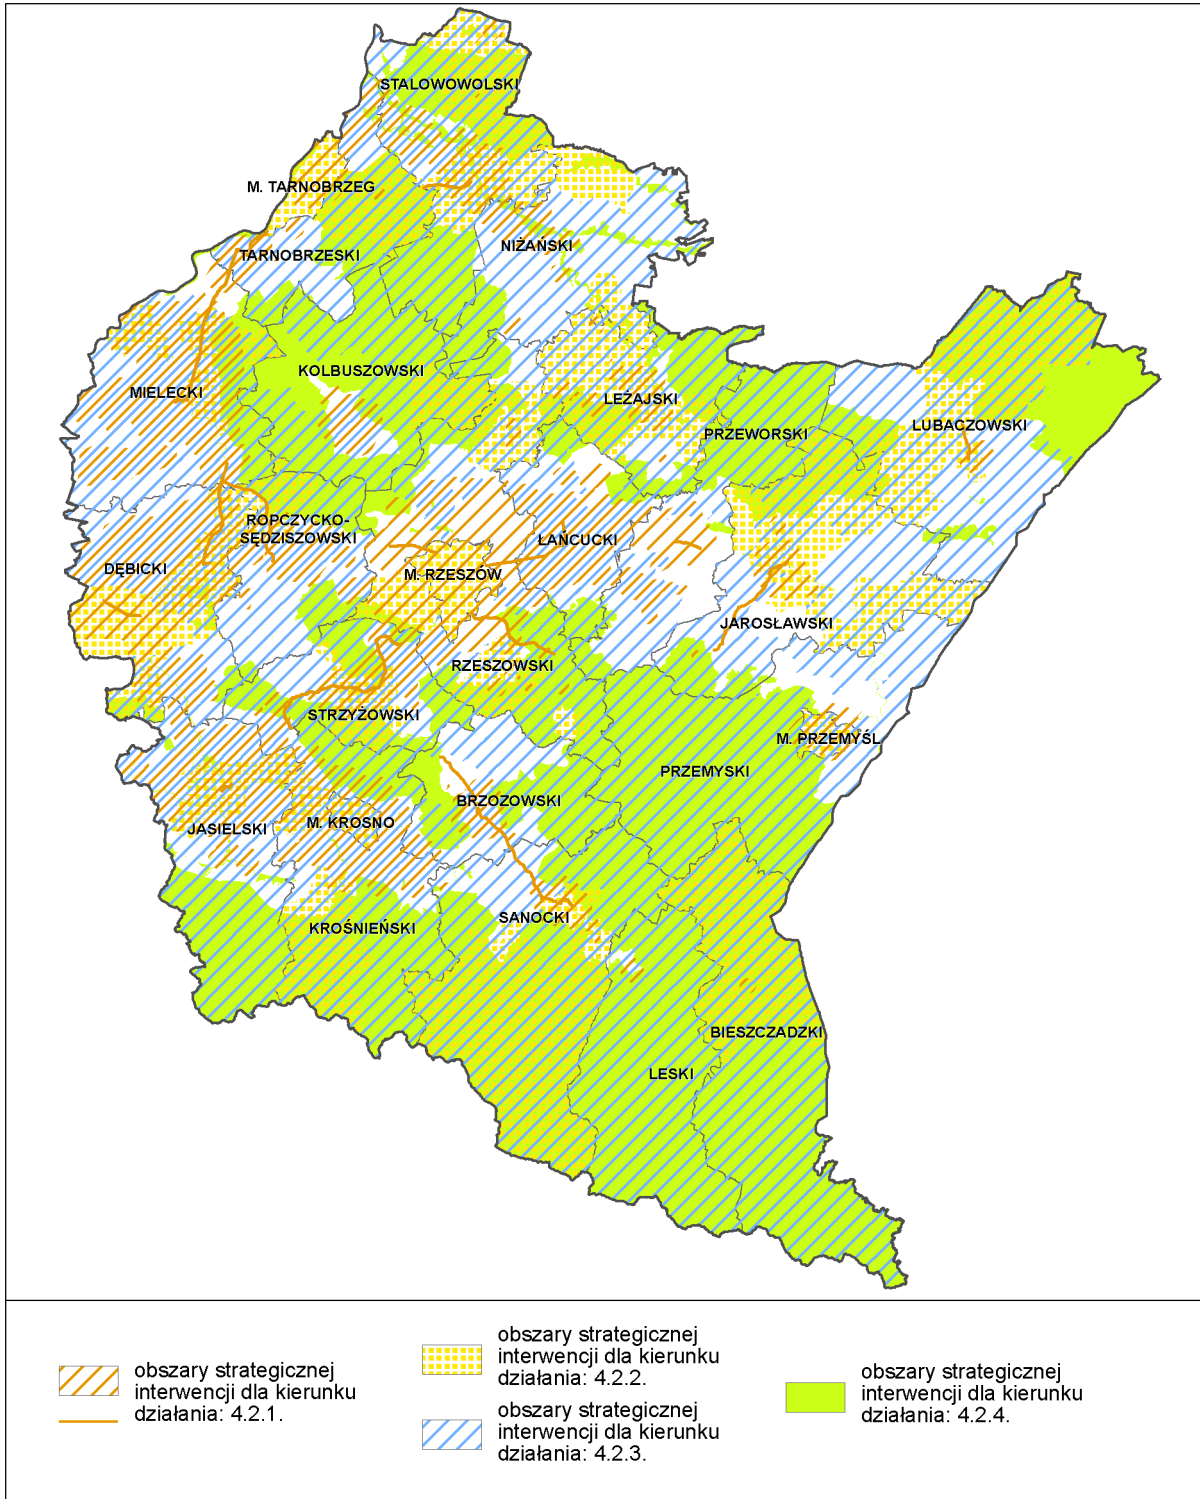 STALOWOWOLSKI
M. TARNOBRZEG
NIŻAŃSKI
TARNOBRZESKI
KOLBUSZOWSKI
MIELECKI
LEŻAJSKI
LUBACZOWSKI
PRZEWORSKI
ROPCZYCKO-
SĘDZISZOWSKI
ŁAŃCUCKI
DĘBICKI
M. RZESZÓW
JAROSŁAWSKI
RZESZOWSKI
STRZYŻOWSKI
M. PRZEMYŚL
PRZEMYSKI
BRZOZOWSKI
JASIELSKI
M. KROSNO
SANOCKI
KROŚNIEŃSKI
BIESZCZADZKI
LESKI
obszary strategicznej
interwencji dla kierunku
działania: 4.2.1.
obszary strategicznej
interwencji dla kierunku
działania: 4.2.2.
obszary strategicznej
interwencji dla kierunku
działania: 4.2.3.
obszary strategicznej
interwencji dla kierunku
działania: 4.2.4.